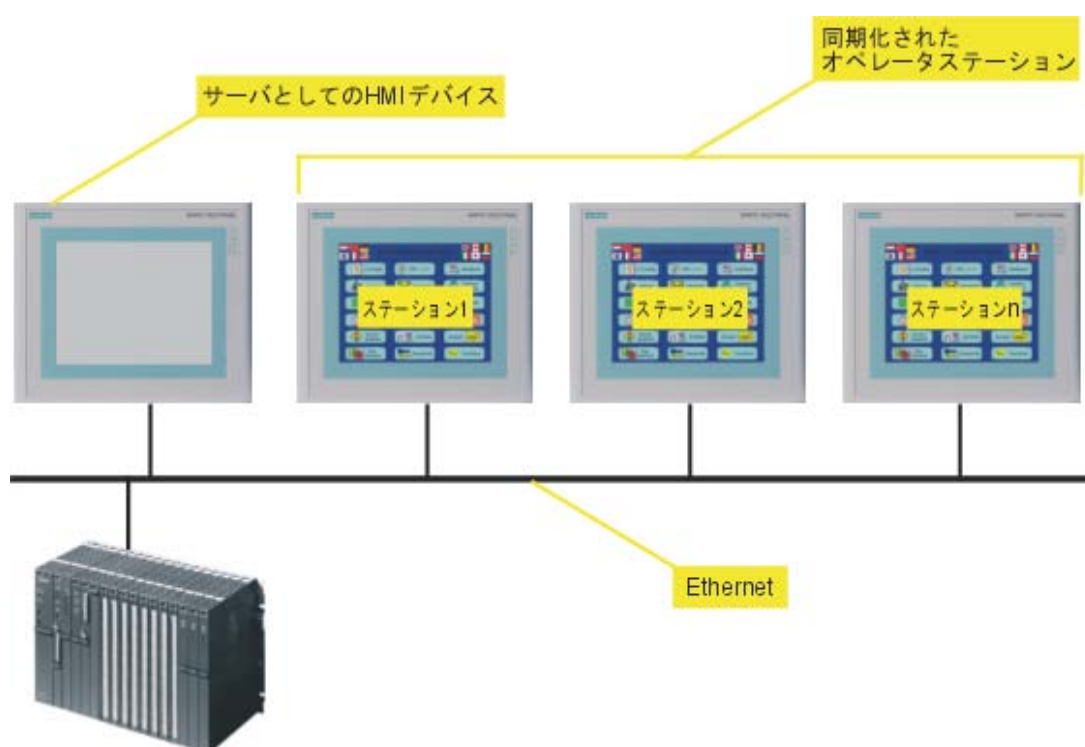 同期化された
オペレータステーション
サーバとしてのHMIデバイス
ステーション1
ステーション2
ステーションn
Ethernet